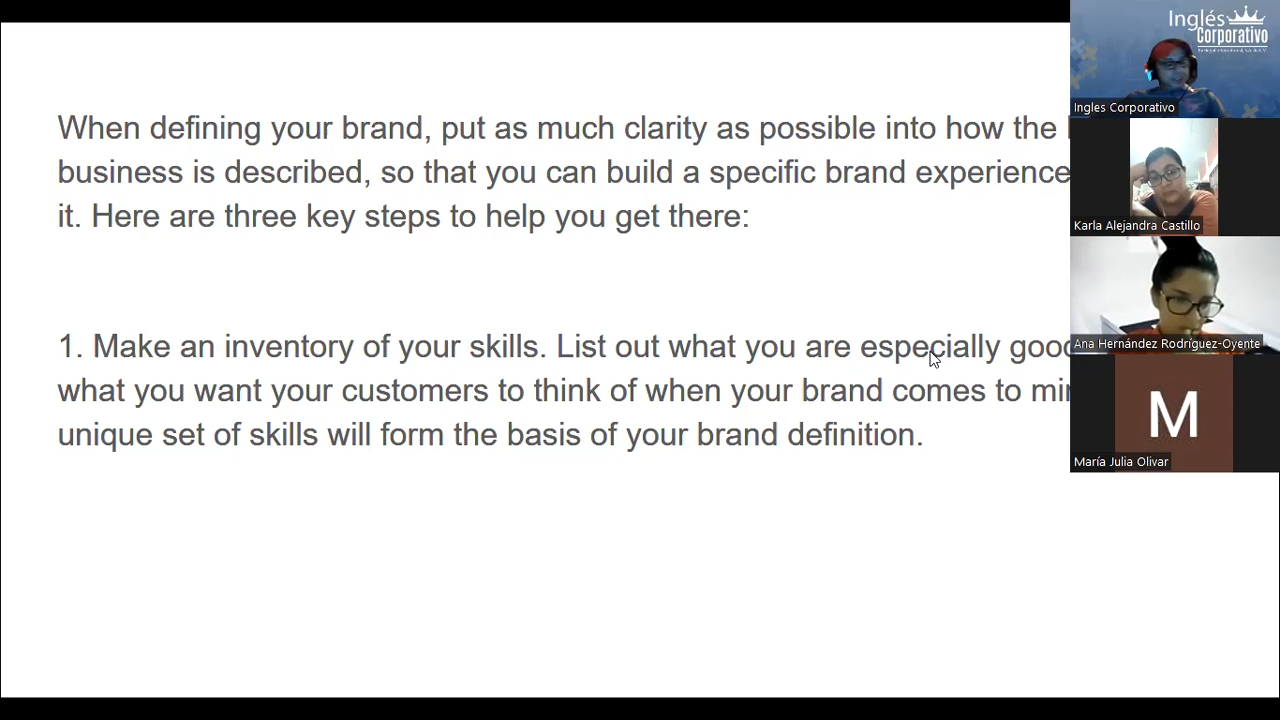 When defining your brand, put as much clarity as possible into how the
business is described, so that you can build a specific brand experience
it. Here are three key steps to help you get there:
1. Make an inventory of your skills. List out what you are especially good
what you want your customers to think of when your brand comes to
unique set of skills will form the basis of your brand definition.
Inglés
Corporativo
Ingles Corporativo
Karla Alejandra Castillo
Ana Hernández Rodríguez-Oyente
M
María Julia Olivar